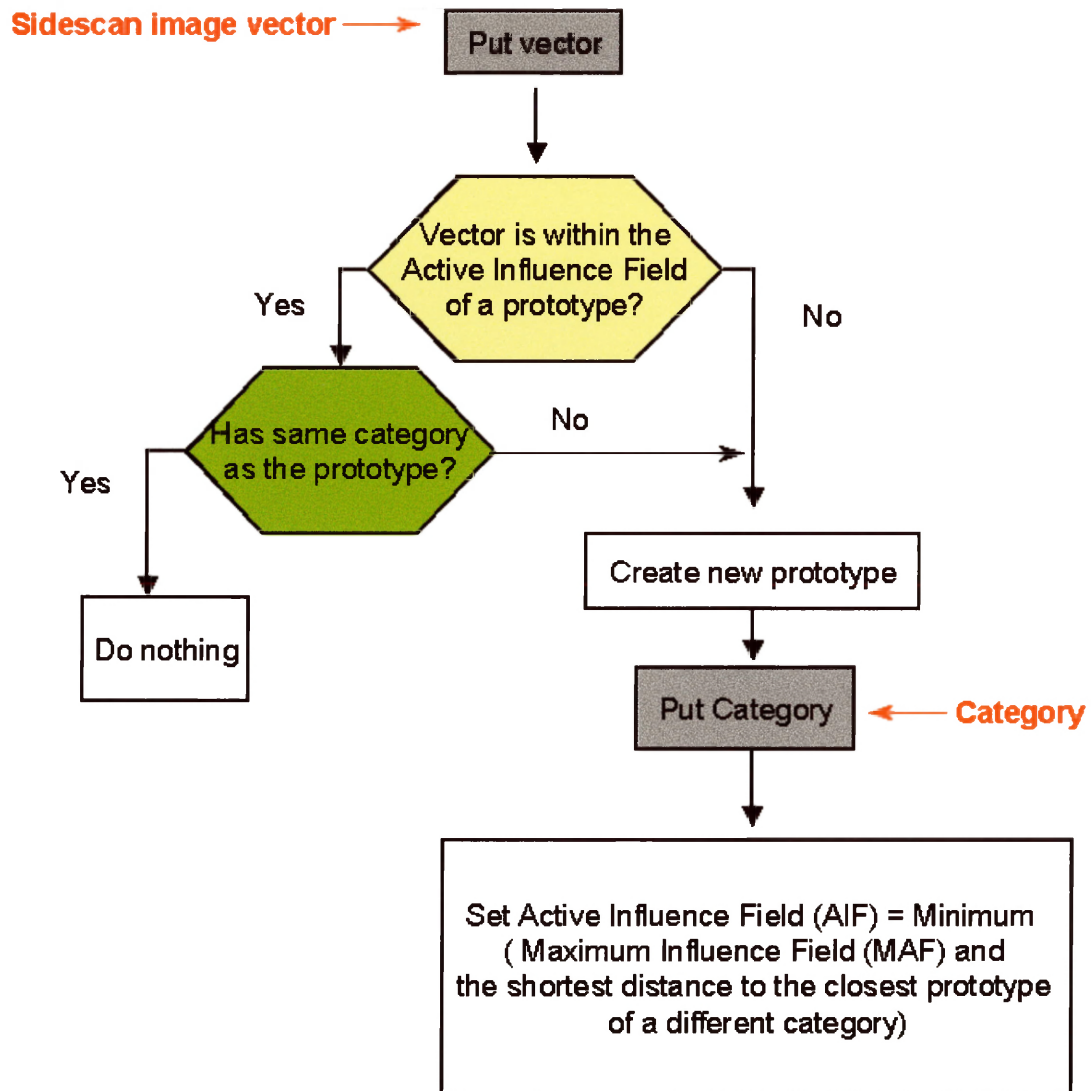 Sidescan image vector
Put vector
Vector is within the
Active Influence Field
of a prototype?
Yes
No
Has same category
as the prototype?
No
Yes
Create new prototype
Do nothing
Put Category
Category
Set Active Influence Field (AIF) = Minimum
( Maximum Influence Field (MAF) and
the shortest distance to the closest prototype
of a different category)